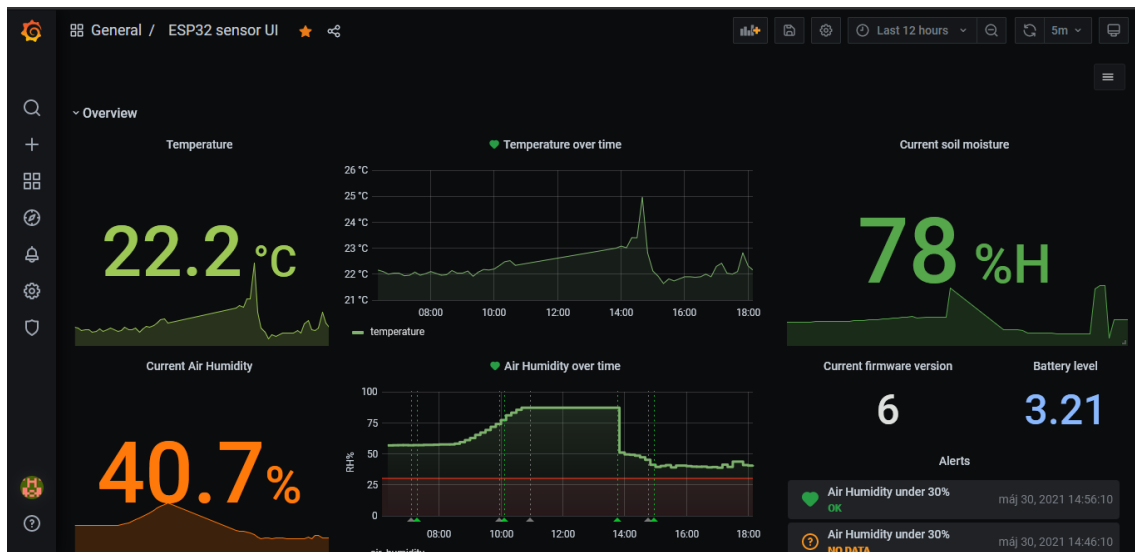 General / ESP32 sensor UI
Last 12 hours
5m
Overview
Temperature
22.2 °C
Temperature over time
26 °C
25 °C
24 °C
23 °C
22 °C
21 °C
08:00 10:00 12:00 14:00 16:00 18:00
temperature
Current soil moisture
78 %H
Current Air Humidity
40.7%
Air Humidity over time
RH%
100
75
50
25
0
08:00 10:00 12:00 14:00 16:00 18:00
Current firmware version
6
Battery level
3.21
Alerts
Air Humidity under 30%
OK
máj 30, 2021 14:56:10
Air Humidity under 30%
NO DATA
máj 30, 2021 14:46:10